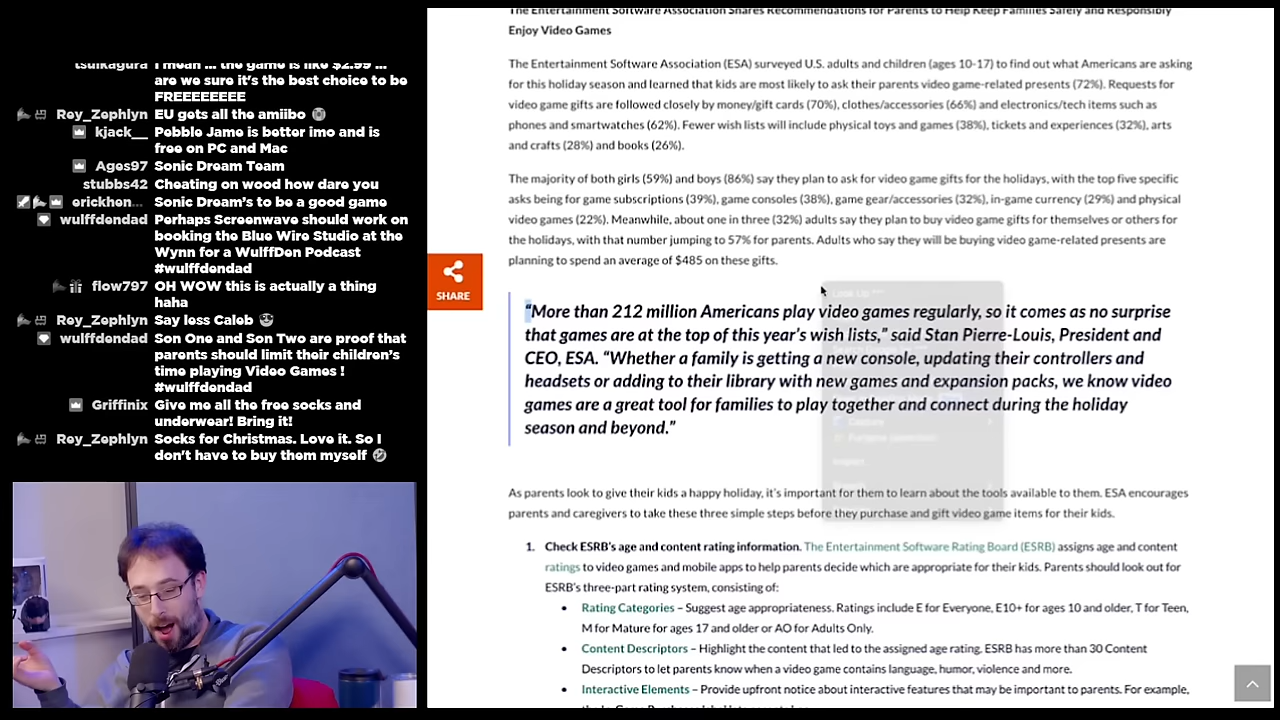 tsukagura I mean ... the game is like $2.99 ...
are we sure it's the best choice to be
FREEEEEEEE
Rey_Zephlyn EU gets all the amiibo
kjack__ Pebble Jame is better imo and is
free on PC and Mac
Ages97 Sonic Dream Team
stubbs42 Cheating on wood how dare you
erickhen... Sonic Dream's to be a good game
wulffdendad Perhaps Screenwave should work on
booking the Blue Wire Studio at the
Wynn for a WulffDen Podcast
#wulffdendad
flow797 OH WOW this is actually a thing
haha
Rey_Zephlyn Say less Caleb
wulffdendad Son One and Son Two are proof that
parents should limit their children's
time playing Video Games !
#wulffdendad
Griffinix Give me all the free socks and
underwear! Bring it!
Rey_Zephlyn Socks for Christmas. Love it. So I
don't have to buy them myself
The Entertainment Software Association Shares Recommendations for Parents to Help Keep Families Safely and Responsibly
Enjoy Video Games
The Entertainment Software Association (ESA) surveyed U.S. adults and children (ages 10-17) to find out what Americans are asking
for this holiday season and learned that kids are most likely to ask their parents video game-related presents (72%). Requests for
video game gifts are followed closely by money/gift cards (70%), clothes/accessories (66%) and electronics/tech items such as
phones and smartwatches (62%). Fewer wish lists will include physical toys and games (38%), tickets and experiences (32%), arts
and crafts (28%) and books (26%).
The majority of both girls (59%) and boys (86%) say they plan to ask for video game gifts for the holidays, with the top five specific
asks being for game subscriptions (39%), game consoles (38%), game gear/accessories (32%), in-game currency (29%) and physical
video games (22%). Meanwhile, about one in three (32%) adults say they plan to buy video game gifts for themselves or others for
the holidays, with that number jumping to 57% for parents. Adults who say they will be buying video game-related presents are
planning to spend an average of $485 on these gifts.
SHARE
“More than 212 million Americans play video games regularly, so it comes as no surprise
that games are at the top of this year’s wish lists,” said Stan Pierre-Louis, President and
CEO, ESA. “Whether a family is getting a new console, updating their controllers and
headsets or adding to their library with new games and expansion packs, we know video
games are a great tool for families to play together and connect during the holiday
season and beyond.”
As parents look to give their kids a happy holiday, it’s important for them to learn about the tools available to them. ESA encourages
parents and caregivers to take these three simple steps before they purchase and gift video game items for their kids.
1. Check ESRB’s age and content rating information. The Entertainment Software Rating Board (ESRB) assigns age and content
ratings to video games and mobile apps to help parents decide which are appropriate for their kids. Parents should look out for
ESRB’s three-part rating system, consisting of:
• Rating Categories – Suggest age appropriateness. Ratings include E for Everyone, E10+ for ages 10 and older, T for Teen,
M for Mature for ages 17 and older or AO for Adults Only.
• Content Descriptors – Highlight the content that led to the assigned age rating. ESRB has more than 30 Content
Descriptors to let parents know when a video game contains language, humor, violence and more.
• Interactive Elements – Provide upfront notice about interactive features that may be important to parents. For example,